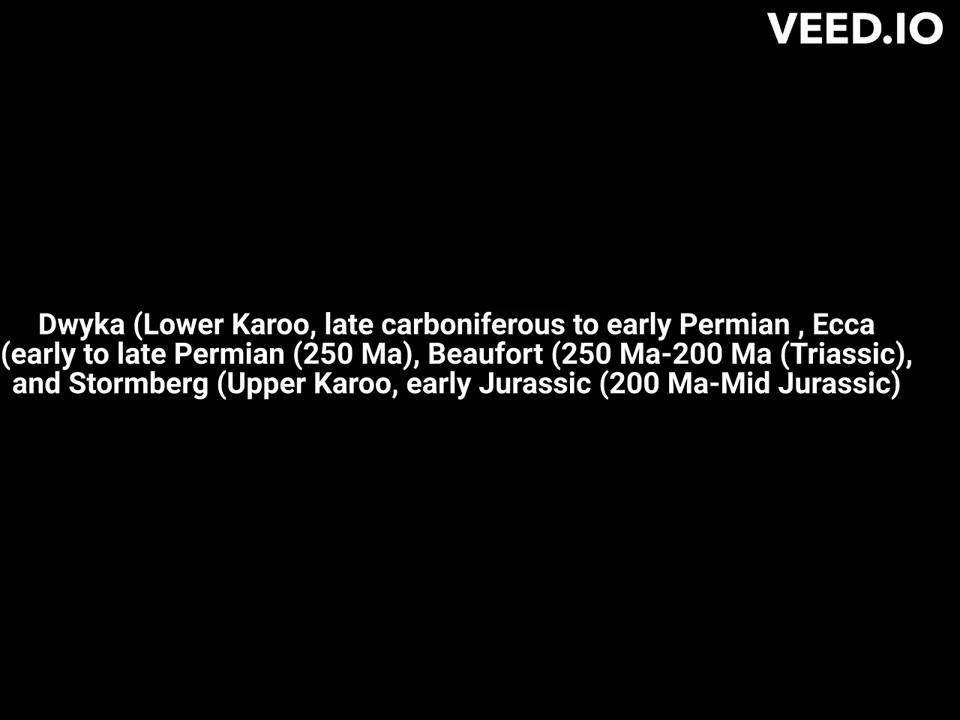 VEED.IO
Dwyka (Lower Karoo, late carboniferous to early Permian , Ecca
(early to late Permian (250 Ma), Beaufort (250 Ma-200 Ma (Triassic),
and Stormberg (Upper Karoo, early Jurassic (200 Ma-Mid Jurassic)